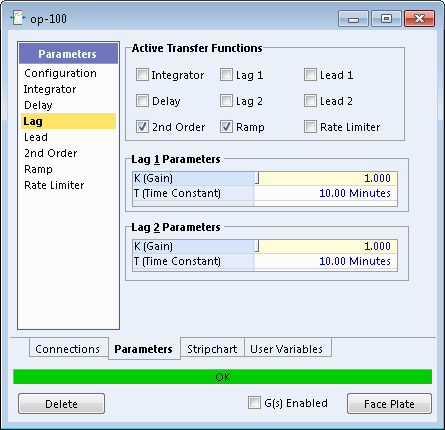 op-100
Parameters
Configuration
Integrator
Delay
Lag
Lead
2nd Order
Ramp
Rate Limiter
Active Transfer Functions
Integrator Lag 1 Lead 1
Delay Lag 2 Lead 2
2nd Order Ramp Rate Limiter
Lag 1 Parameters
K (Gain) 1.000
T (Time Constant) 10.00 Minutes
Lag 2 Parameters
K (Gain) 1.000
T (Time Constant) 10.00 Minutes
Connections Parameters Stripchart User Variables
OK
Delete G(s) Enabled Face Plate